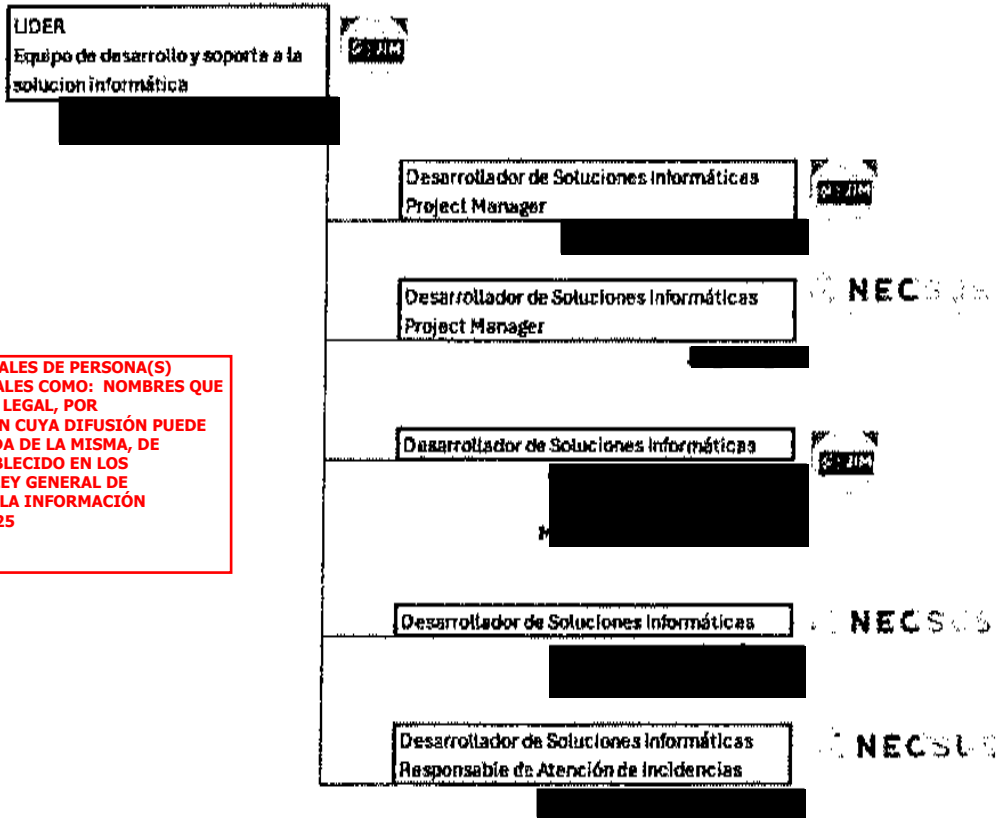 LIDER
Equipo de desarrollo y soporte a la
solucion informática
Desarrollador de Soluciones Informáticas
Project Manager
NEC
Desarrollador de Soluciones Informáticas
Project Manager
ALES DE PERSONA(S)
ALES COMO: NOMBRES QUE
LEGAL, POR
N CUYA DIFUSIÓN PUEDE
DA DE LA MISMA, DE
BLECIDO EN LOS
EY GENERAL DE
LA INFORMACIÓN
25
Desarrollador de Soluciones Informáticas
M
Desarrollador de Soluciones Informáticas
NECSUS
Desarrollador de Soluciones Informáticas
Responsable de Atención de Incidencias
NECSUS